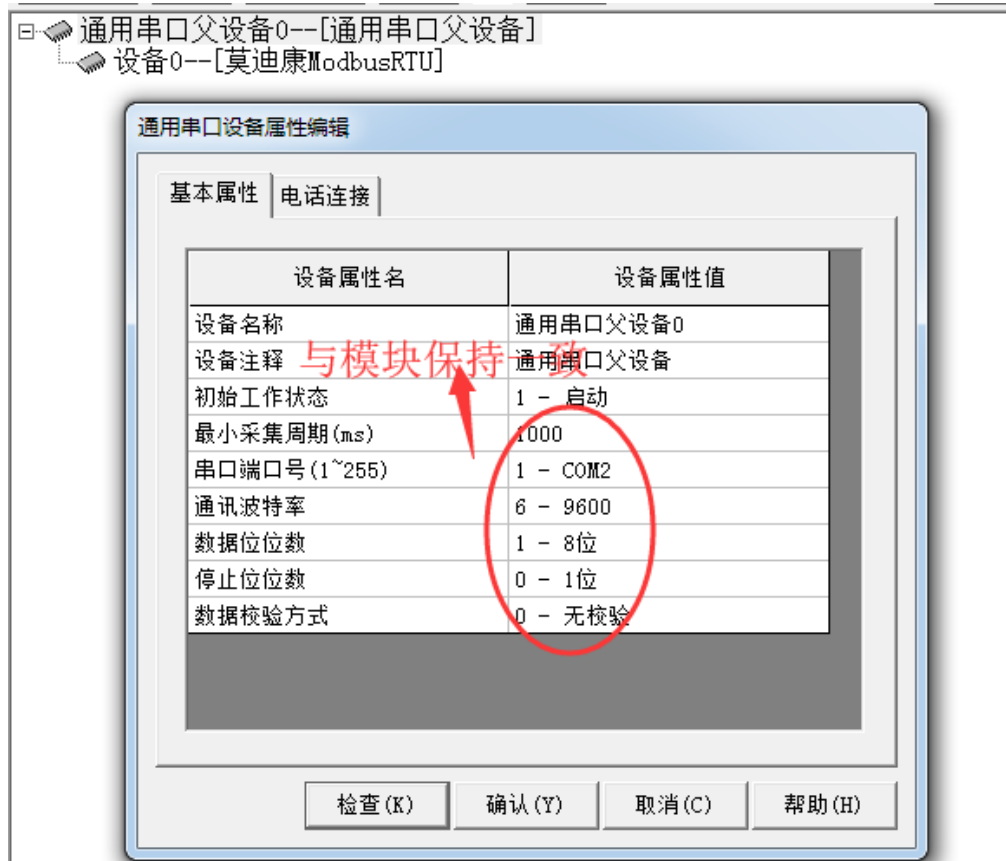 通用串口父设备0--[通用串口父设备]
设备0--[莫迪康ModbusRTU]
通用串口设备属性编辑
基本属性 电话连接
设备属性名 设备属性值
设备名称 通用串口父设备0
设备注释 通用串口父设备
与模块保持一致
初始工作状态 1 - 启动
最小采集周期(ms) 1000
串口端口号(1~255) 1 - COM2
通讯波特率 6 - 9600
数据位位数 1 - 8位
停止位位数 0 - 1位
数据校验方式 0 - 无校验
检查(K) 确认(Y) 取消(C) 帮助(H)